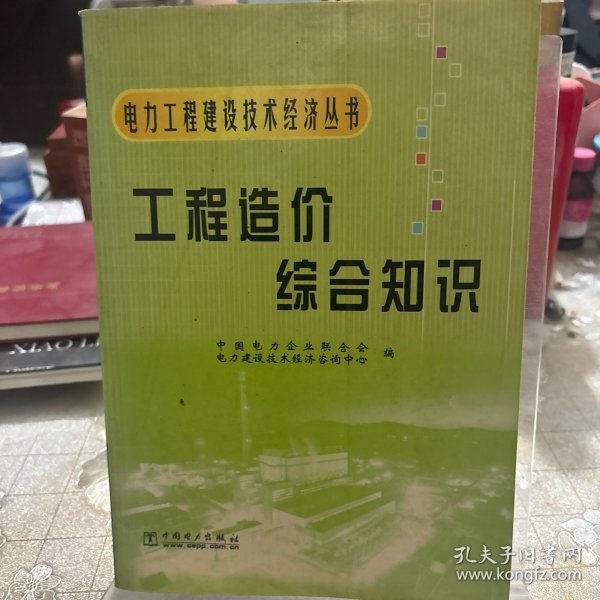 电力工程建设技术经济丛书
工程造价
综合知识
中国电力企业联合会
电力建设技术经济咨询中心 编
中国电力出版社
www.cepp.com.cn
XIAO LI
孔夫子旧书网
www.kongfz.com